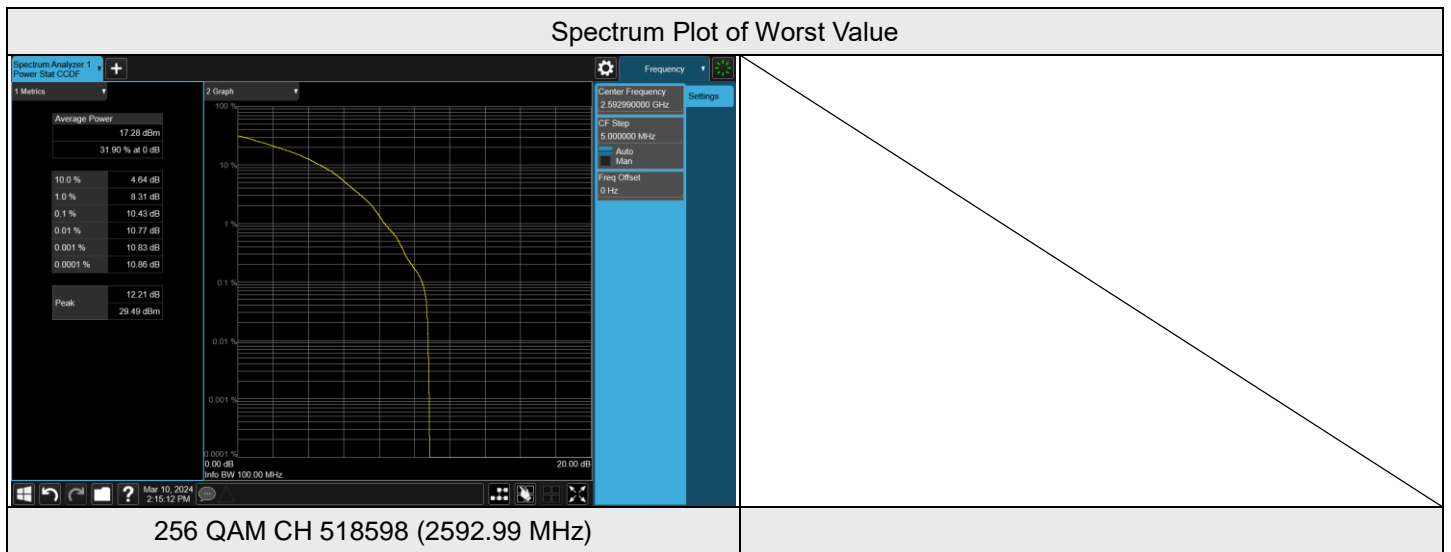 Spectrum Plot of Worst Value
Spectrum Analyzer 1
Power Stat CCDF
+
Frequency
1 Metrics
2 Graph
Average Power
17.28 dBm
31.90 % at 0 dB
10.0 % 4.64 dB
1.0 % 8.31 dB
0.1 % 10.43 dB
0.01 % 10.77 dB
0.001 % 10.83 dB
0.0001 % 10.86 dB
Peak
12.21 dB
29.49 dBm
100 %
10 %
1 %
0.1 %
0.01 %
0.001 %
0.0001 %
0.00 dB 20.00 dB
Info BW 100.00 MHz
Center Frequency
2.592990000 GHz
Settings
CF Step
5.000000 MHz
Auto
Man
Freq Offset
0 Hz
?
Mar 10, 2024
2:15:12 PM
256 QAM CH 518598 (2592.99 MHz)